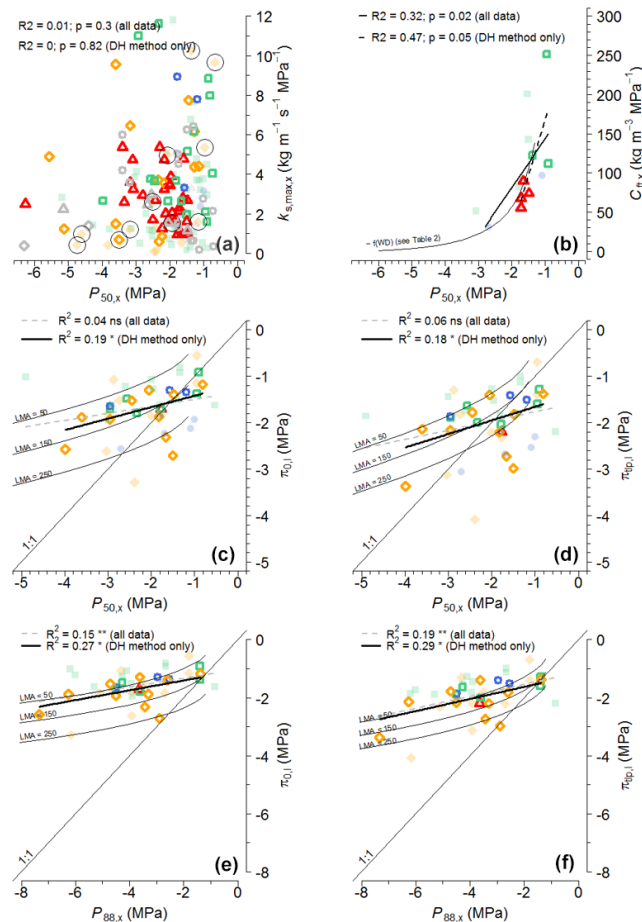 R2 = 0.01; p = 0.3 (all data)
R2 = 0; p = 0.82 (DH method only)
12
10
8
6
4
2
0
k s,max,x (kg m⁻¹ s⁻¹ MPa⁻¹)
(a)
-6 -5 -4 -3 -2 -1 0
P50,x (MPa)
R2 = 0.32; p = 0.02 (all data)
R2 = 0.47; p = 0.05 (DH method only)
300
250
200
150
100
50
0
C ft,x (kg m⁻³ MPa⁻¹)
~ f(WD) (see Table 2)
(b)
-6 -5 -4 -3 -2 -1 0
P50,x (MPa)
R² = 0.04 ns (all data)
R² = 0.19 * (DH method only)
0
-1
-2
-3
-4
-5
π0,l (MPa)
LMA = 50
LMA = 150
LMA = 250
1:1
(c)
-5 -4 -3 -2 -1 0
P50,x (MPa)
R² = 0.06 ns (all data)
R² = 0.18 * (DH method only)
0
-1
-2
-3
-4
-5
πtlp,l (MPa)
LMA = 50
LMA = 150
LMA = 250
1:1
(d)
-5 -4 -3 -2 -1 0
P50,x (MPa)
R² = 0.15 ** (all data)
R² = 0.27 * (DH method only)
0
-2
-4
-6
-8
π0,l (MPa)
LMA = 50
LMA = 150
LMA = 250
1:1
(e)
-8 -6 -5 -4 -3 -2 -1 0
P88,x (MPa)
R² = 0.19 ** (all data)
R² = 0.29 * (DH method only)
0
-2
-4
-6
-8
πtlp,l (MPa)
LMA = 50
LMA = 150
LMA = 250
1:1
(f)
-8 -6 -5 -4 -3 -2 -1 0
P88,x (MPa)